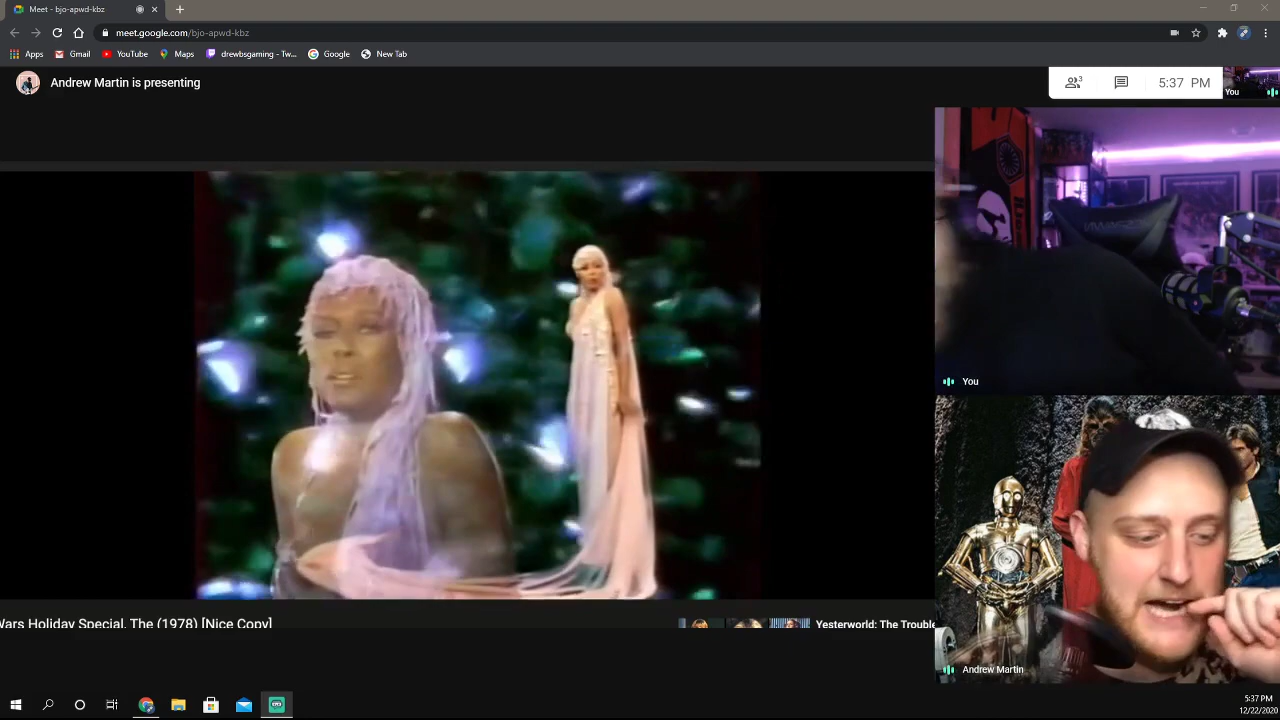 Meet - bjo-apwd-kbz
meet.google.com/bjo-apwd-kbz
Apps Gmail YouTube Maps drewbsgaming - Tw... Google New Tab
Andrew Martin is presenting
3 5:37 PM
You
You
Wars Holiday Special, The (1978) [Nice Copy]
Yesterworld: The Trouble
Andrew Martin
5:37 PM
12/22/2020